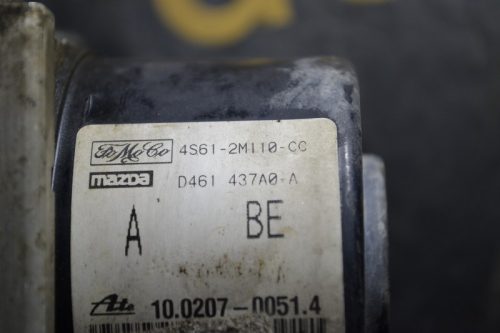 FoMoCo 4S61-2M110-CC
mazda D461 437A0-A
A BE
Ate 10.0207-0051.4